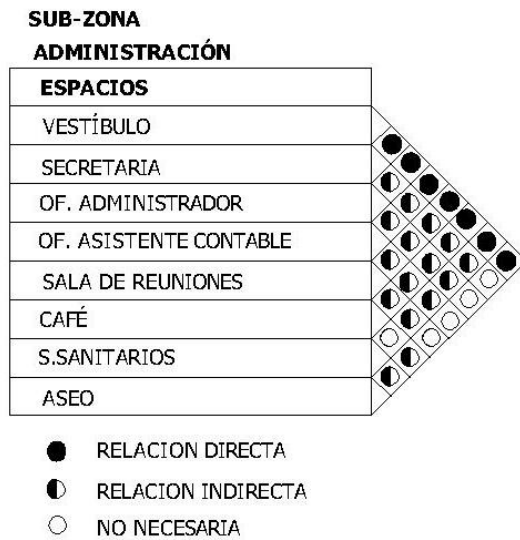 SUB-ZONA
ADMINISTRACIÓN
ESPACIOS
VESTÍBULO
SECRETARIA
OF. ADMINISTRADOR
OF. ASISTENTE CONTABLE
SALA DE REUNIONES
CAFÉ
S.SANITARIOS
ASEO
RELACION DIRECTA
RELACION INDIRECTA
NO NECESARIA